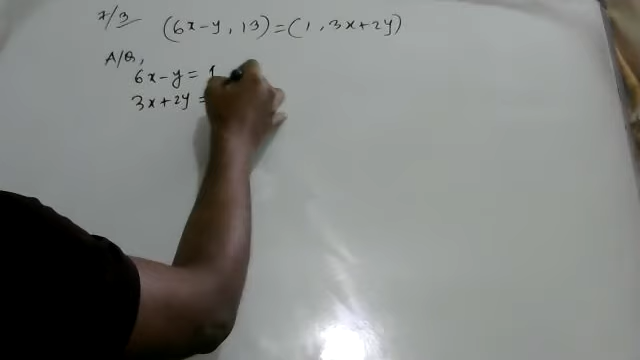 7/3 (6x-y, 13) = (1, 3x+2y)
A/Q,
6x-y = 1
3x+2y =